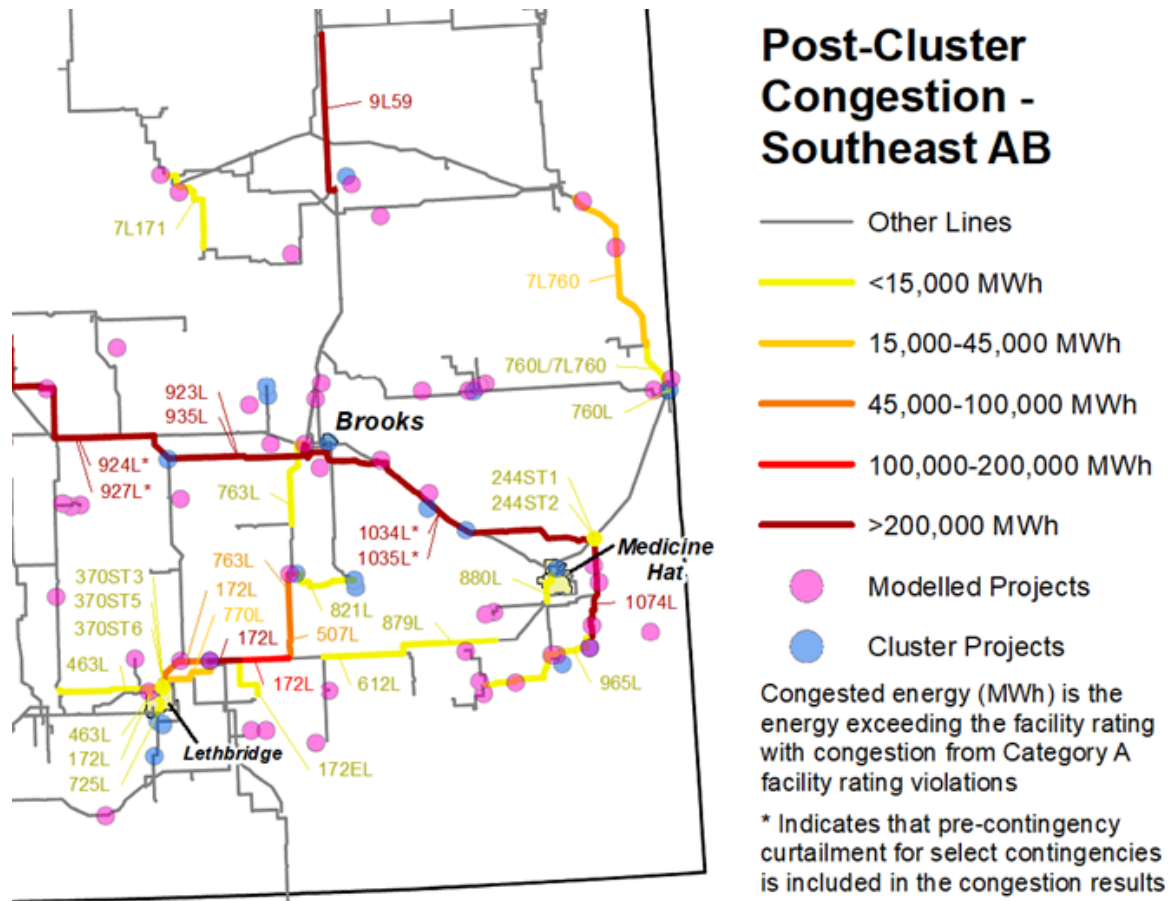 Post-Cluster
Congestion -
Southeast AB
Other Lines
<15,000 MWh
15,000-45,000 MWh
45,000-100,000 MWh
100,000-200,000 MWh
>200,000 MWh
Modelled Projects
Cluster Projects
Congested energy (MWh) is the
energy exceeding the facility rating
with congestion from Category A
facility rating violations
* Indicates that pre-contingency
curtailment for select contingencies
is included in the congestion results
9L59
7L171
7L760
760L/7L760
760L
923L
935L
Brooks
924L*
927L*
763L
244ST1
244ST2
1034L*
1035L*
Medicine
Hat
763L
370ST3
370ST5
370ST6
172L
770L
172L
821L
880L
879L
1074L
507L
463L
172L
612L
965L
463L
172L
725L
Lethbridge
172EL